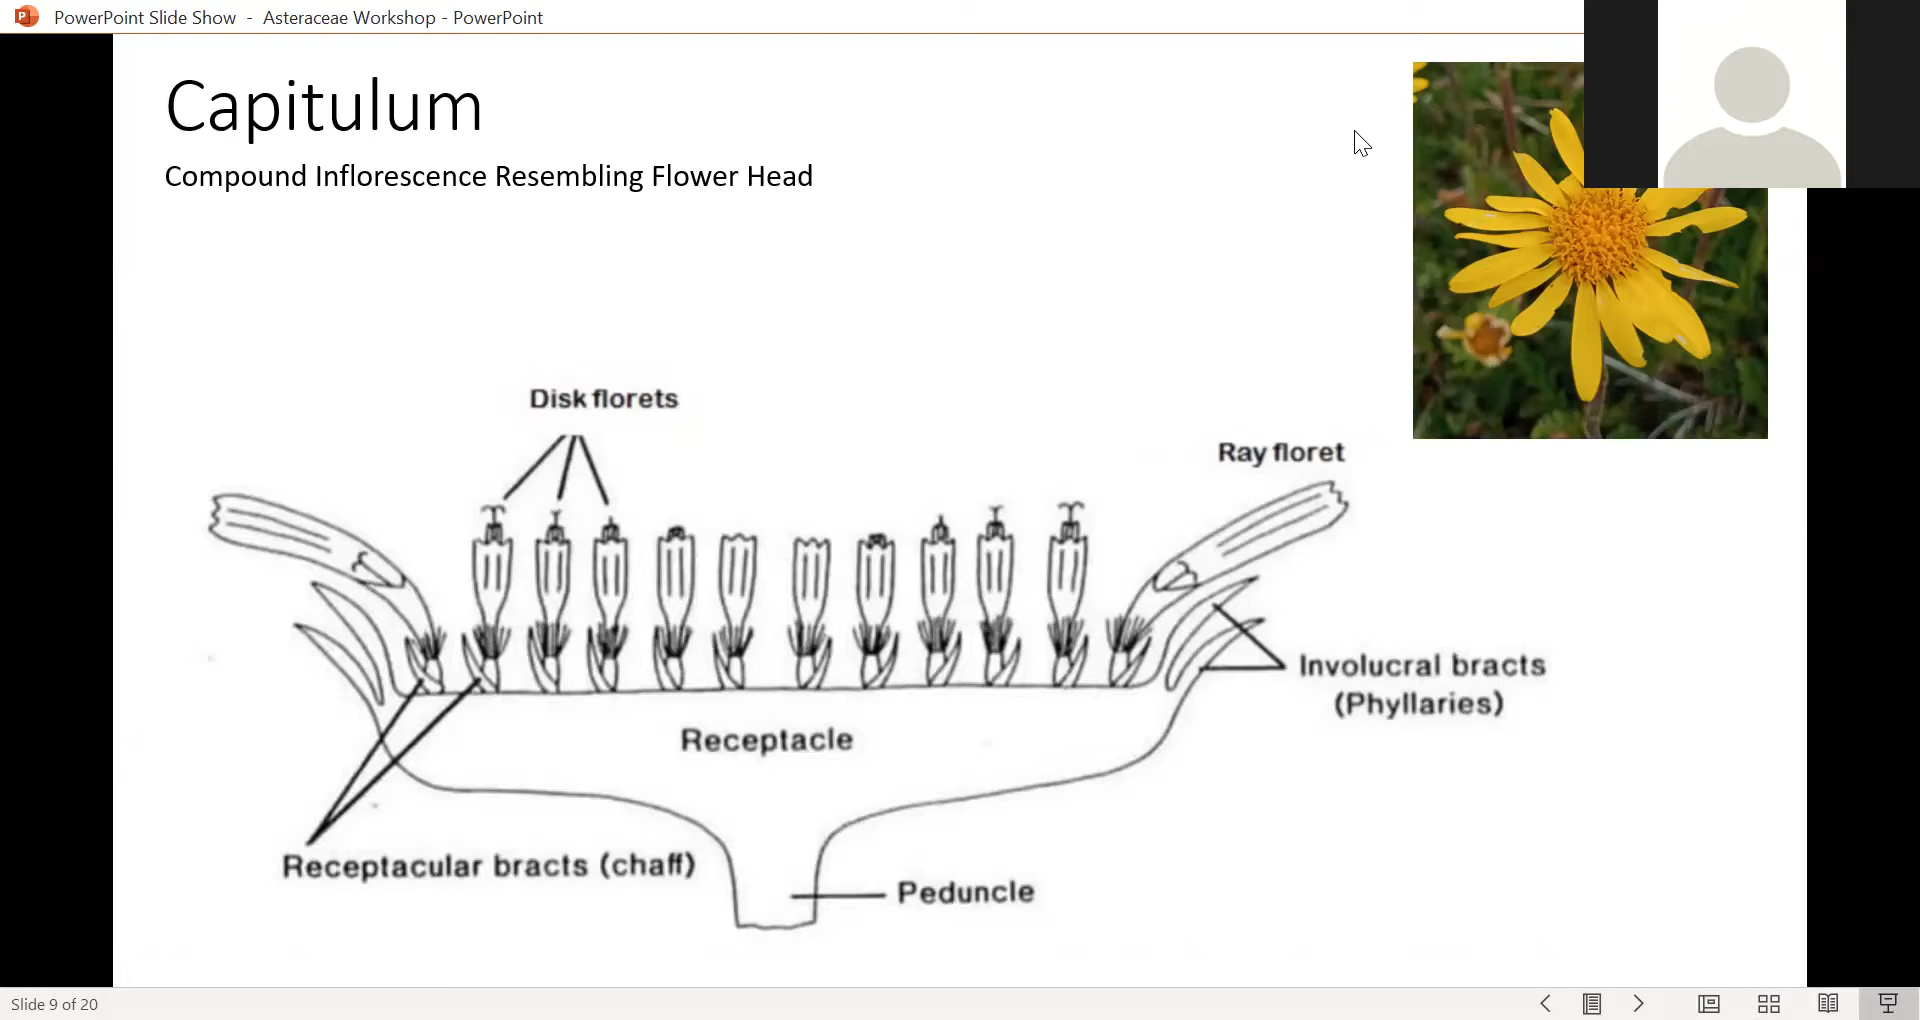 PowerPoint Slide Show - Asteraceae Workshop - PowerPoint
Capitulum
Compound Inflorescence Resembling Flower Head
Disk florets
Ray floret
Involucral bracts
(Phyllaries)
Receptacle
Receptacular bracts (chaff)
Peduncle
Slide 9 of 20